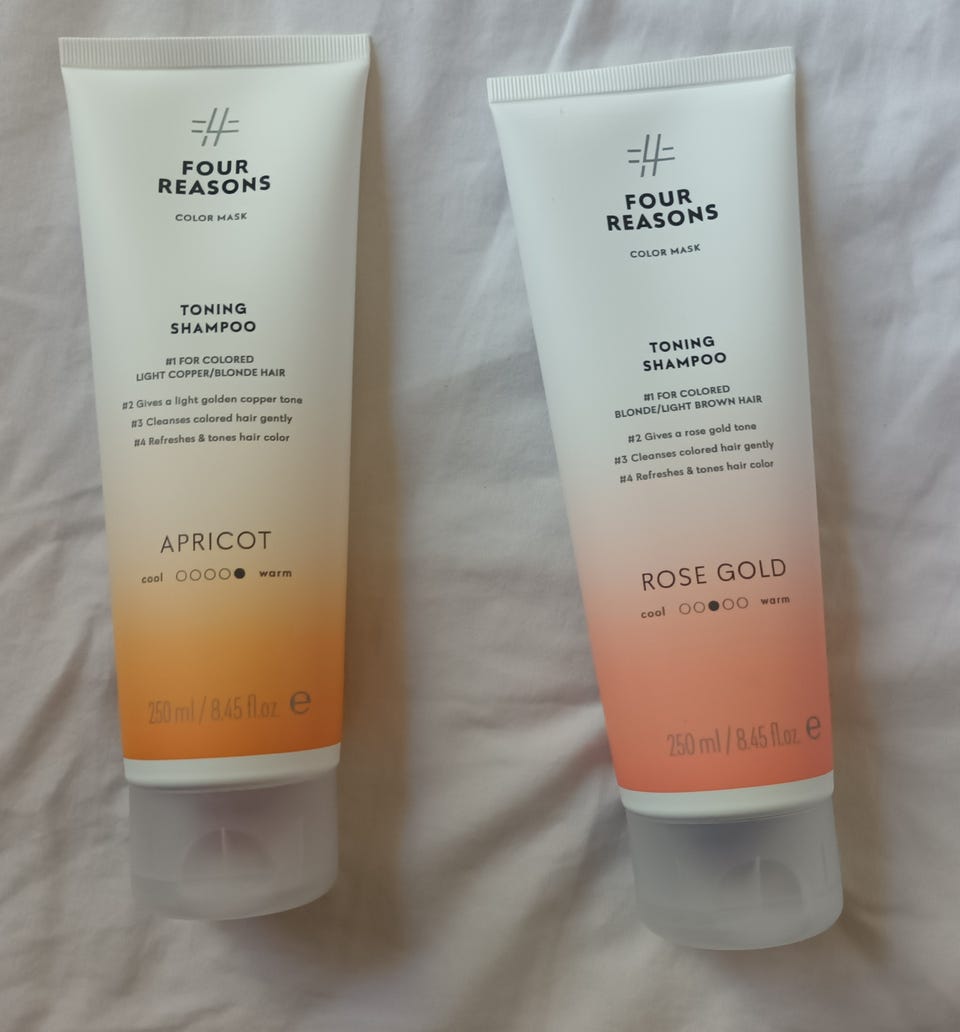 FOUR
REASONS
COLOR MASK
TONING
SHAMPOO
#1 FOR COLORED
LIGHT COPPER/BLONDE HAIR
#2 Gives a light golden copper tone
#3 Cleanses colored hair gently
#4 Refreshes & tones hair color
APRICOT
cool warm
250 ml / 8.45 fl.oz. e
FOUR
REASONS
COLOR MASK
TONING
SHAMPOO
#1 FOR COLORED
BLONDE/LIGHT BROWN HAIR
#2 Gives a rose gold tone
#3 Cleanses colored hair gently
#4 Refreshes & tones hair color
ROSE GOLD
cool warm
250 ml / 8.45 fl.oz. e